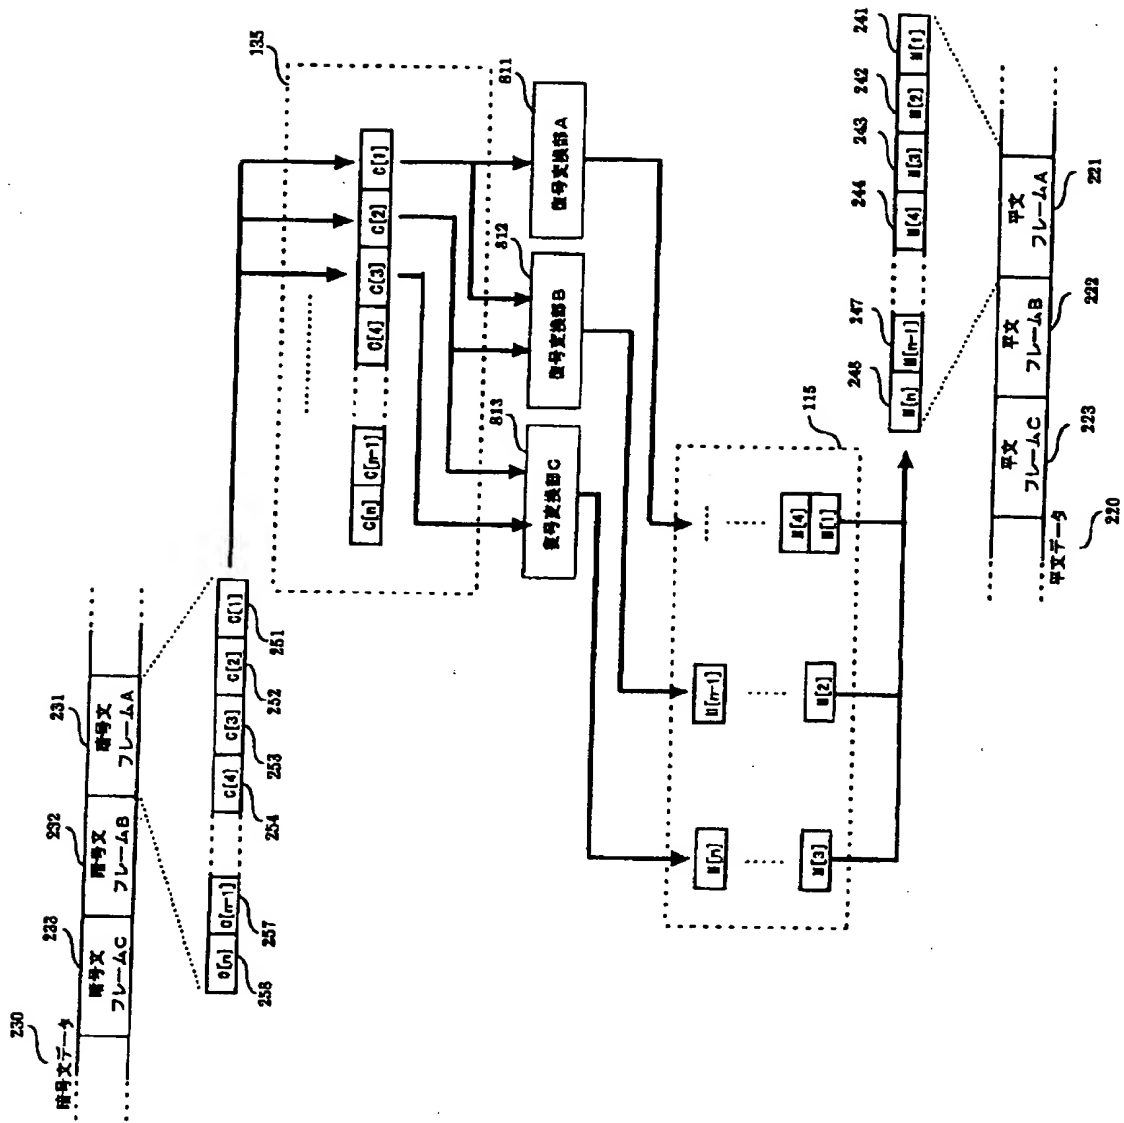 230
暗号文データ
233
232
231
暗号文
フレームC
暗号文
フレームB
暗号文
フレームA
C[n]
C[n-1]
C[4]
C[3]
C[2]
C[1]
258
257
254
253
252
251
135
C[n]
C[n-1]
C[4]
C[3]
C[2]
C[1]
813
812
811
復号変換部C
復号変換部B
復号変換部A
115
M[n]
M[n-1]
M[4]
M[3]
M[2]
M[1]
248
247
244
243
242
241
M[n]
M[n-1]
M[4]
M[3]
M[2]
M[1]
平文
フレームC
平文
フレームB
平文
フレームA
平文データ
220
223
222
221